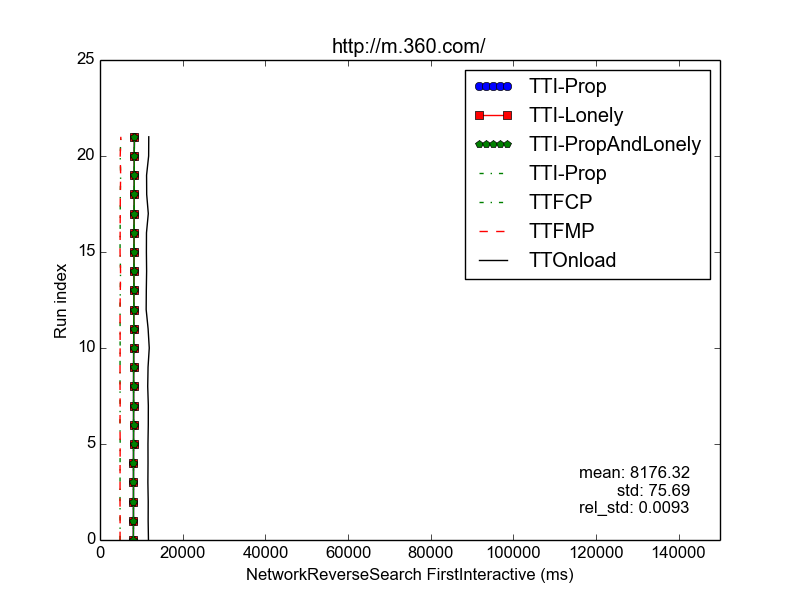 http://m.360.com/
25
20
15
10
5
0
Run index
TTI-Prop
TTI-Lonely
TTI-PropAndLonely
TTI-Prop
TTFCP
TTFMP
TTOnload
mean: 8176.32
std: 75.69
rel_std: 0.0093
0 20000 40000 60000 80000 100000 120000 140000
NetworkReverseSearch FirstInteractive (ms)